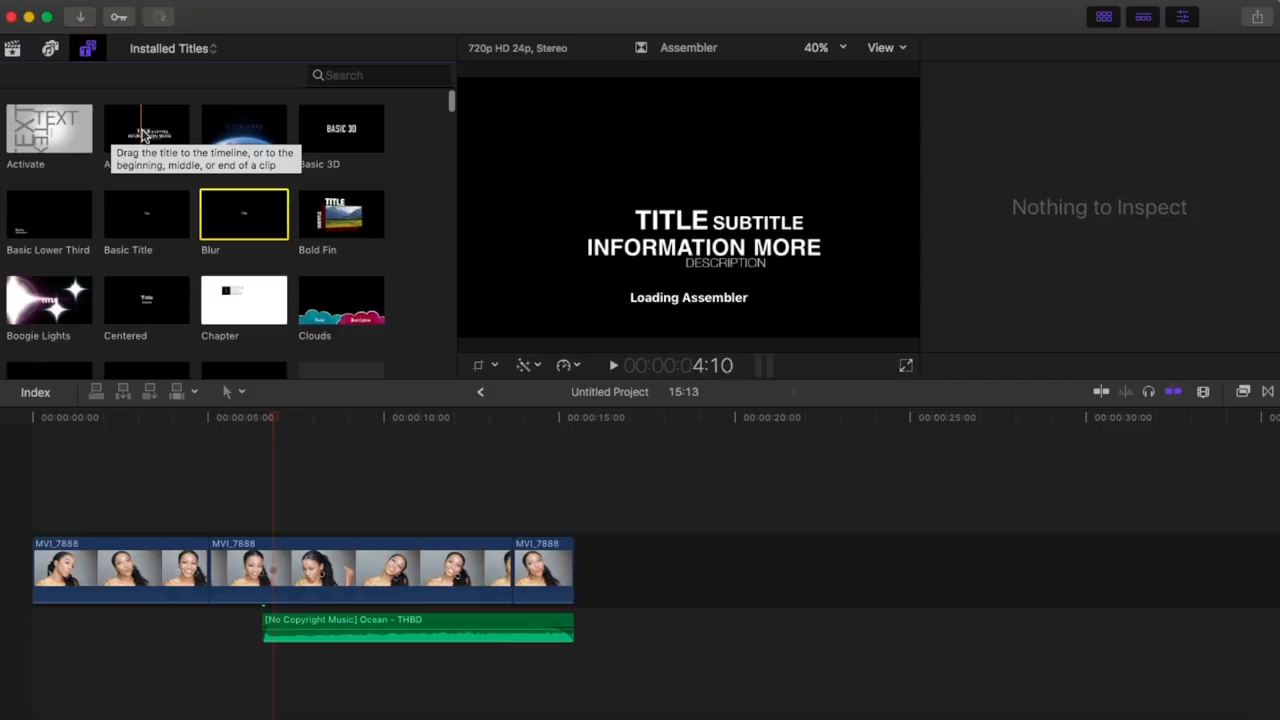 Installed Titles
720p HD 24p, Stereo
Assembler
40%
View
Search
TEXT
TEXT
BASIC 3D
Activate
Drag the title to the timeline, or to the
beginning, middle, or end of a clip
Basic 3D
TITLE SUBTITLE
INFORMATION MORE
DESCRIPTION
Loading Assembler
Nothing to Inspect
TITLE
Basic Lower Third
Basic Title
Blur
Bold Fin
Title
Boogie Lights
Centered
Chapter
Clouds
00:00:04:10
Index
Untitled Project
15:13
00:00:00:00
00:00:05:00
00:00:10:00
00:00:15:00
00:00:20:00
00:00:25:00
00:00:30:00
MVI_7888
MVI_7888
MVI_7888
[No Copyright Music] Ocean - THBD